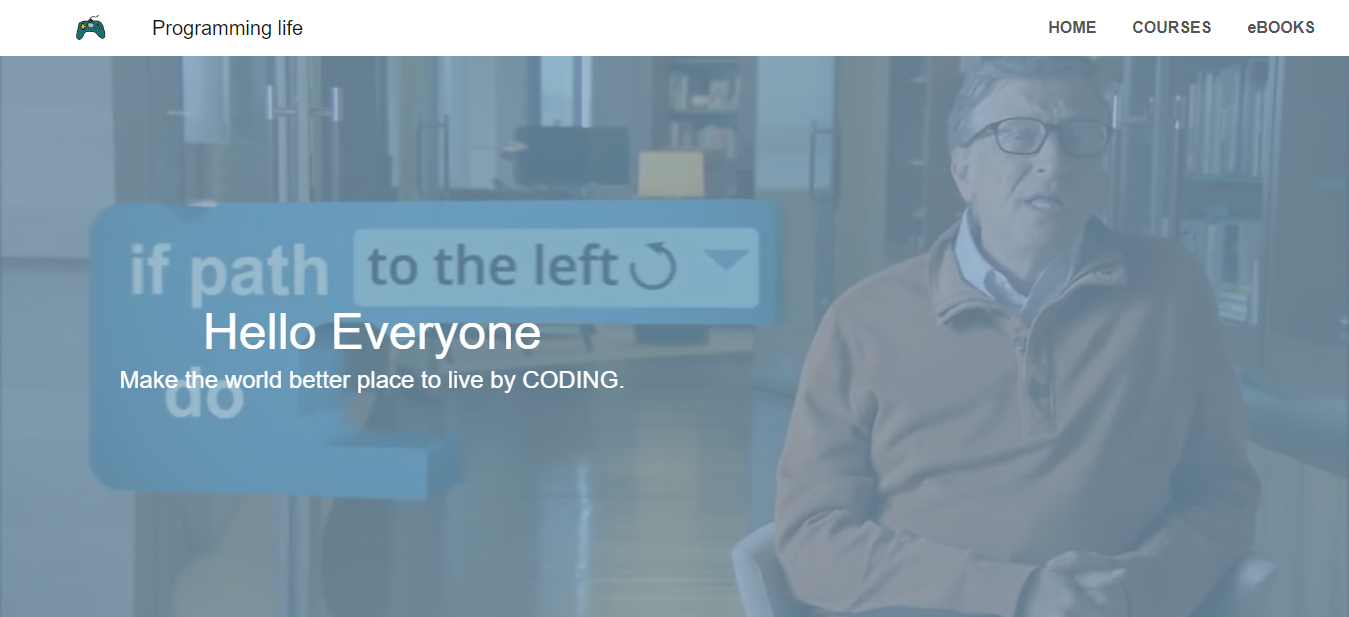 Programming life
HOME COURSES eBOOKS
if path to the left
Hello Everyone
Make the world better place to live by CODING.
do